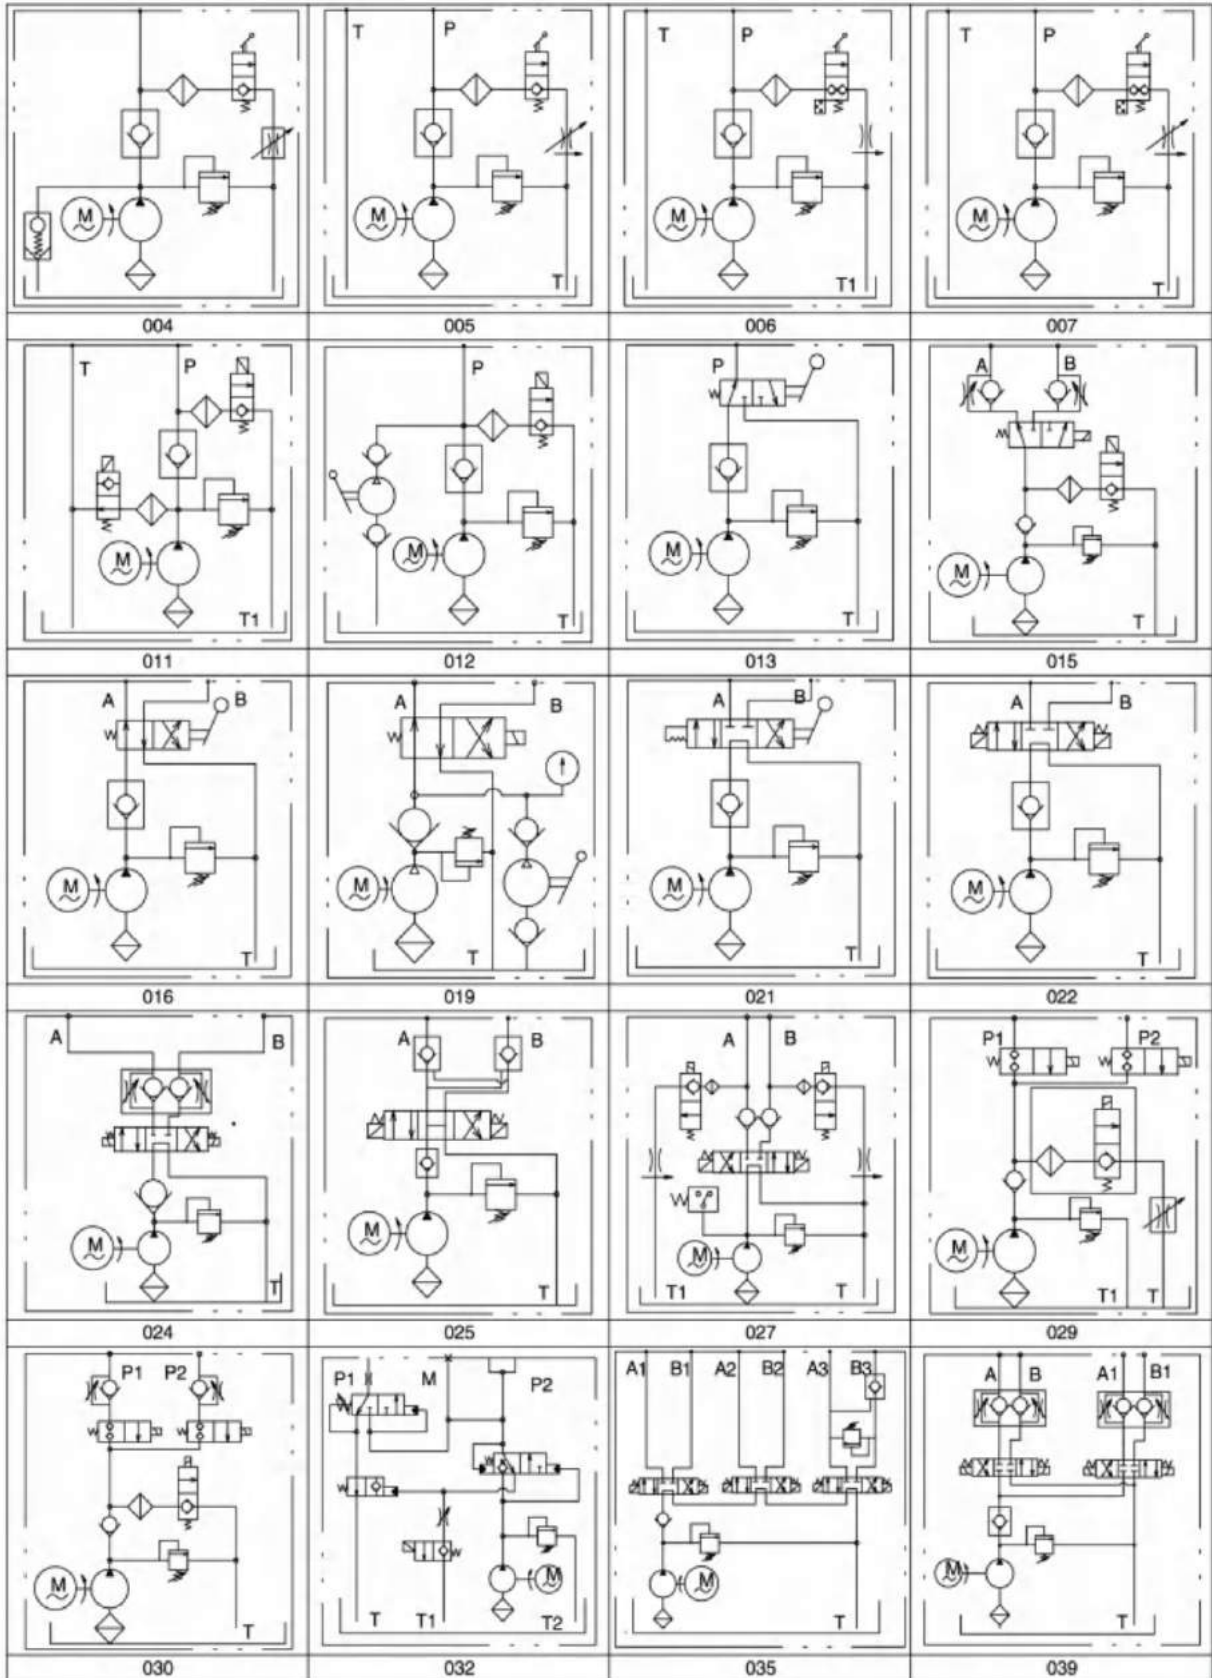 T P T P T P
M M M M
T T1 T
004 005 006 007
T P P P A B
M M M M
T1 T T T
011 012 013 015
A B A B A B A B
M M M M
T T T T
016 019 021 022
A B A B A B P1 P2
M M M M
T T T1 T T1 T
024 025 027 029
P1 P2 P1 M P2 A1 B1 A2 B2 A3 B3 A B A1 B1
M M M M
T T T1 T2 T T
030 032 035 039